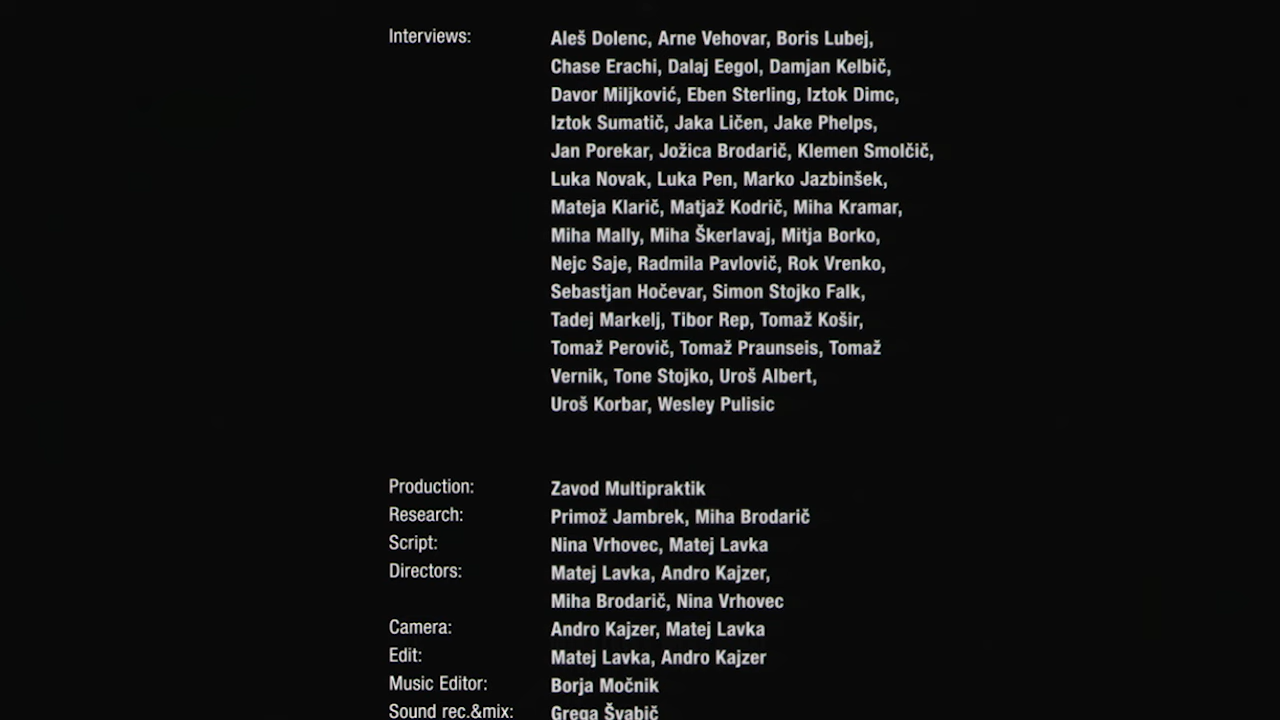 Interviews: Aleš Dolenc, Arne Vehovar, Boris Lubej,
Chase Erachi, Dalaj Eegol, Damjan Kelbič,
Davor Miljković, Eben Sterling, Iztok Dimc,
Iztok Sumatič, Jaka Ličen, Jake Phelps,
Jan Porekar, Jožica Brodarič, Klemen Smolčič,
Luka Novak, Luka Pen, Marko Jazbinšek,
Mateja Klarič, Matjaž Kodrič, Miha Kramar,
Miha Mally, Miha Škerlavaj, Mitja Borko,
Nejc Saje, Radmila Pavlovič, Rok Vrenko,
Sebastjan Hočevar, Simon Stojko Falk,
Tadej Markelj, Tibor Rep, Tomaž Košir,
Tomaž Perovič, Tomaž Praunseis, Tomaž
Vernik, Tone Stojko, Uroš Albert,
Uroš Korbar, Wesley Pulisic
Production: Zavod Multipraktik
Research: Primož Jambrek, Miha Brodarič
Script: Nina Vrhovec, Matej Lavka
Directors: Matej Lavka, Andro Kajzer,
Miha Brodarič, Nina Vrhovec
Camera: Andro Kajzer, Matej Lavka
Edit: Matej Lavka, Andro Kajzer
Music Editor: Borja Močnik
Sound rec.&mix: Grega Švabič